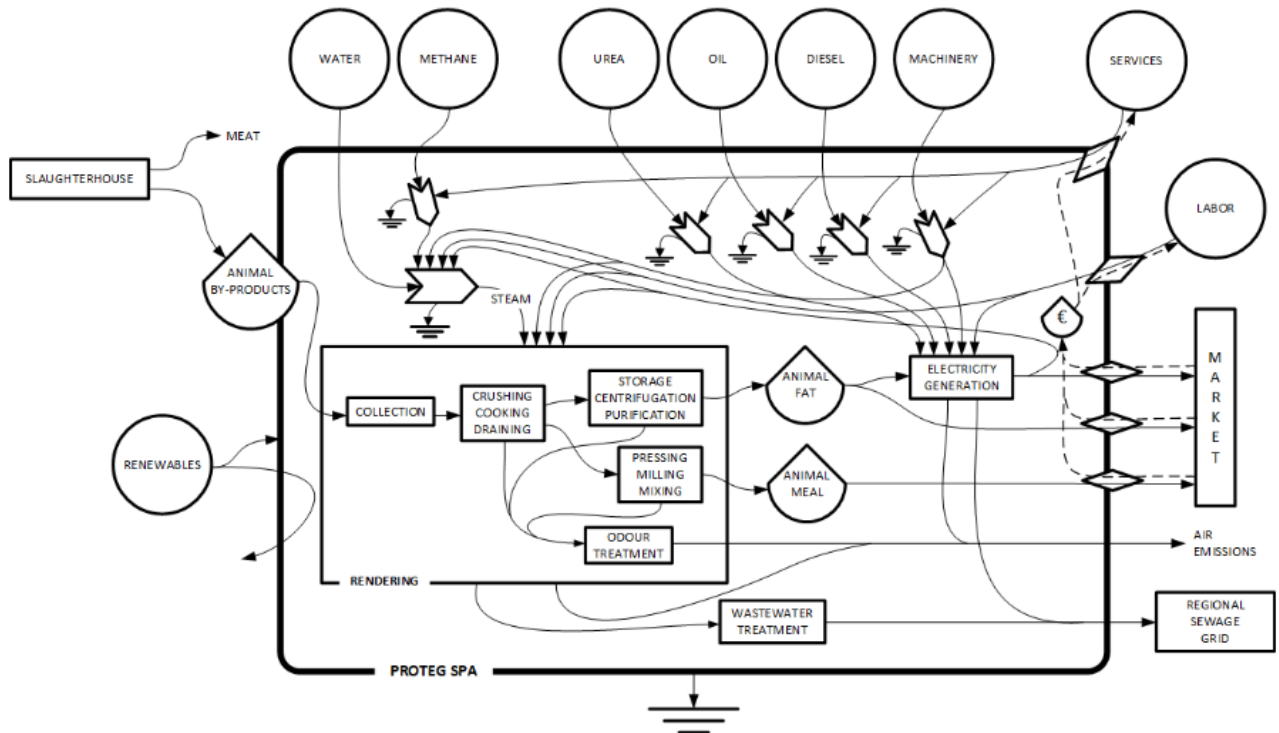 WATER
METHANE
UREA
OIL
DIESEL
MACHINERY
SERVICES
MEAT
SLAUGHTERHOUSE
LABOR
ANIMAL
BY-PRODUCTS
STEAM
€
MARKET
STORAGE
CENTRIFUGATION
PURIFICATION
ANIMAL
FAT
ELECTRICITY
GENERATION
COLLECTION
CRUSHING
COOKING
DRAINING
RENEWABLES
PRESSING
MILLING
MIXING
ANIMAL
MEAL
ODOUR
TREATMENT
AIR
EMISSIONS
RENDERING
WASTEWATER
TREATMENT
REGIONAL
SEWAGE
GRID
PROTEG SPA